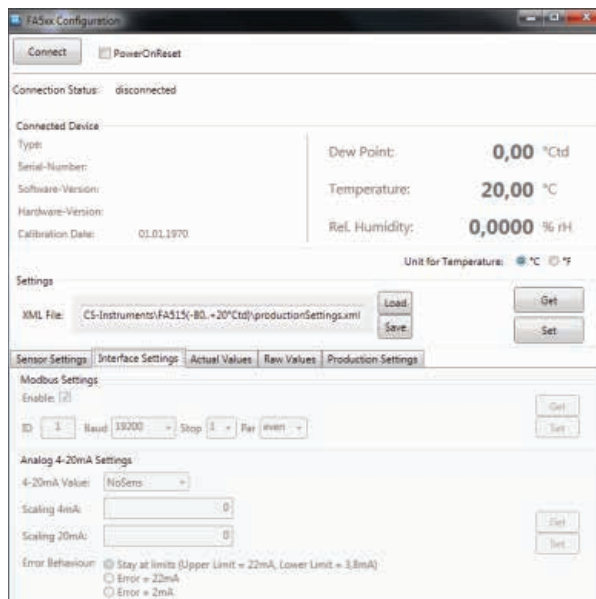 FA5xx Configuration
Connect PowerOnReset
Connection Status: disconnected
Connected Device
Type:
Serial-Number:
Software-Version:
Hardware-Version:
Calibration Date: 01.01.1970
Dew Point: 0,00 °Ctd
Temperature: 20,00 °C
Rel. Humidity: 0,0000 % rH
Unit for Temperature: °C °F
Settings
XML File: CS-Instruments\FA515(-80..+20°Ctd)\productionSettings.xml
Load
Save
Get
Set
Sensor Settings Interface Settings Actual Values Raw Values Production Settings
Modbus Settings
Enable:
ID 1 Baud 19200 Stop 1 Par even
Get
Set
Analog 4-20mA Settings
4-20mA Value: NoSens
Scaling 4mA: 0
Scaling 20mA: 0
Get
Set
Error Behaviour: Stay at limits (Upper Limit = 22mA, Lower Limit = 3,8mA)
Error = 22mA
Error = 2mA